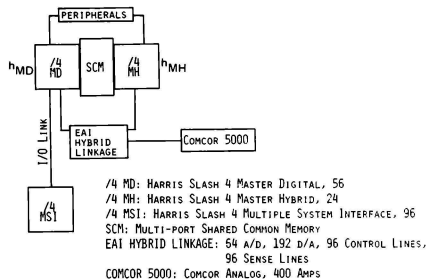 PERIPHERALS
hMD
/4
MD
SCM
/4
MH
hMH
I/O LINK
EAI
HYBRID
LINKAGE
COMCOR 5000
/4
MSI
/4 MD: HARRIS SLASH 4 MASTER DIGITAL, 56
/4 MH: HARRIS SLASH 4 MASTER HYBRID, 24
/4 MSI: HARRIS SLASH 4 MULTIPLE SYSTEM INTERFACE, 96
SCM: MULTI-PORT SHARED COMMON MEMORY
EAI HYBRID LINKAGE: 64 A/D, 192 D/A, 96 CONTROL LINES,
96 SENSE LINES
COMCOR 5000: COMCOR ANALOG, 400 AMPS